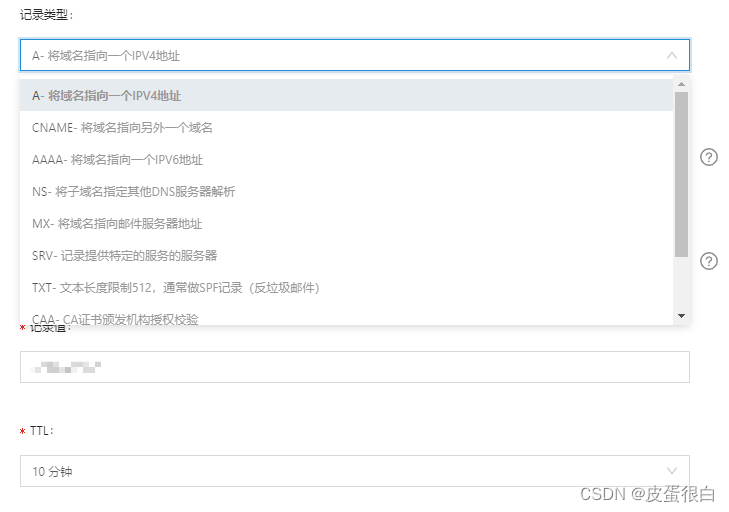 记录类型：
A- 将域名指向一个IPV4地址
A- 将域名指向一个IPV4地址
CNAME- 将域名指向另外一个域名
AAAA- 将域名指向一个IPV6地址
NS- 将子域名指定其他DNS服务器解析
MX- 将域名指向邮件服务器地址
SRV- 记录提供特定的服务的服务器
TXT- 文本长度限制512，通常做SPF记录（反垃圾邮件）
CAA- CA证书颁发机构授权校验
* 记录值：
* TTL：
10 分钟
CSDN @皮蛋很白